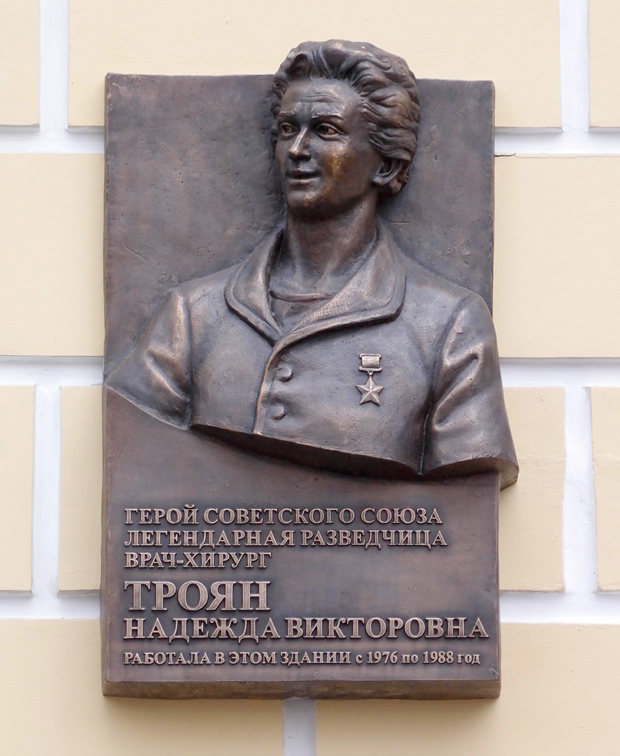 ГЕРОЙ СОВЕТСКОГО СОЮЗА
ЛЕГЕНДАРНАЯ РАЗВЕДЧИЦА
ВРАЧ-ХИРУРГ
ТРОЯН
НАДЕЖДА ВИКТОРОВНА
РАБОТАЛА В ЭТОМ ЗДАНИИ с 1976 по 1988 год